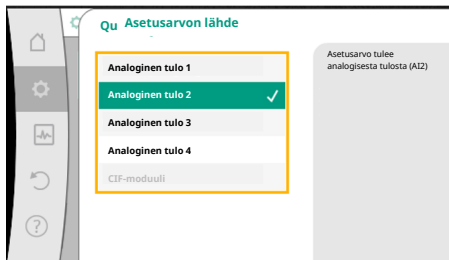 Qu Asetusarvon lähde
Analoginen tulo 1
Analoginen tulo 2
Analoginen tulo 3
Analoginen tulo 4
CIF-moduuli
Asetusarvo tulee
analogisesta tulosta (AI2)
?